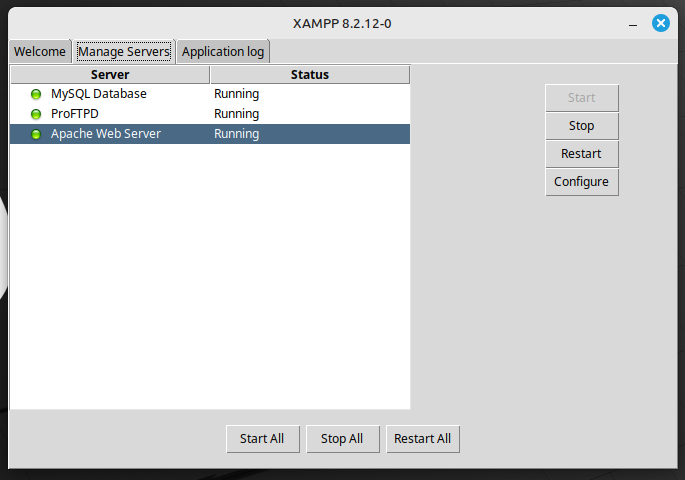 XAMPP 8.2.12-0
Welcome Manage Servers Application log
Server Status
MySQL Database Running
ProFTPD Running
Apache Web Server Running
Start
Stop
Restart
Configure
Start All Stop All Restart All